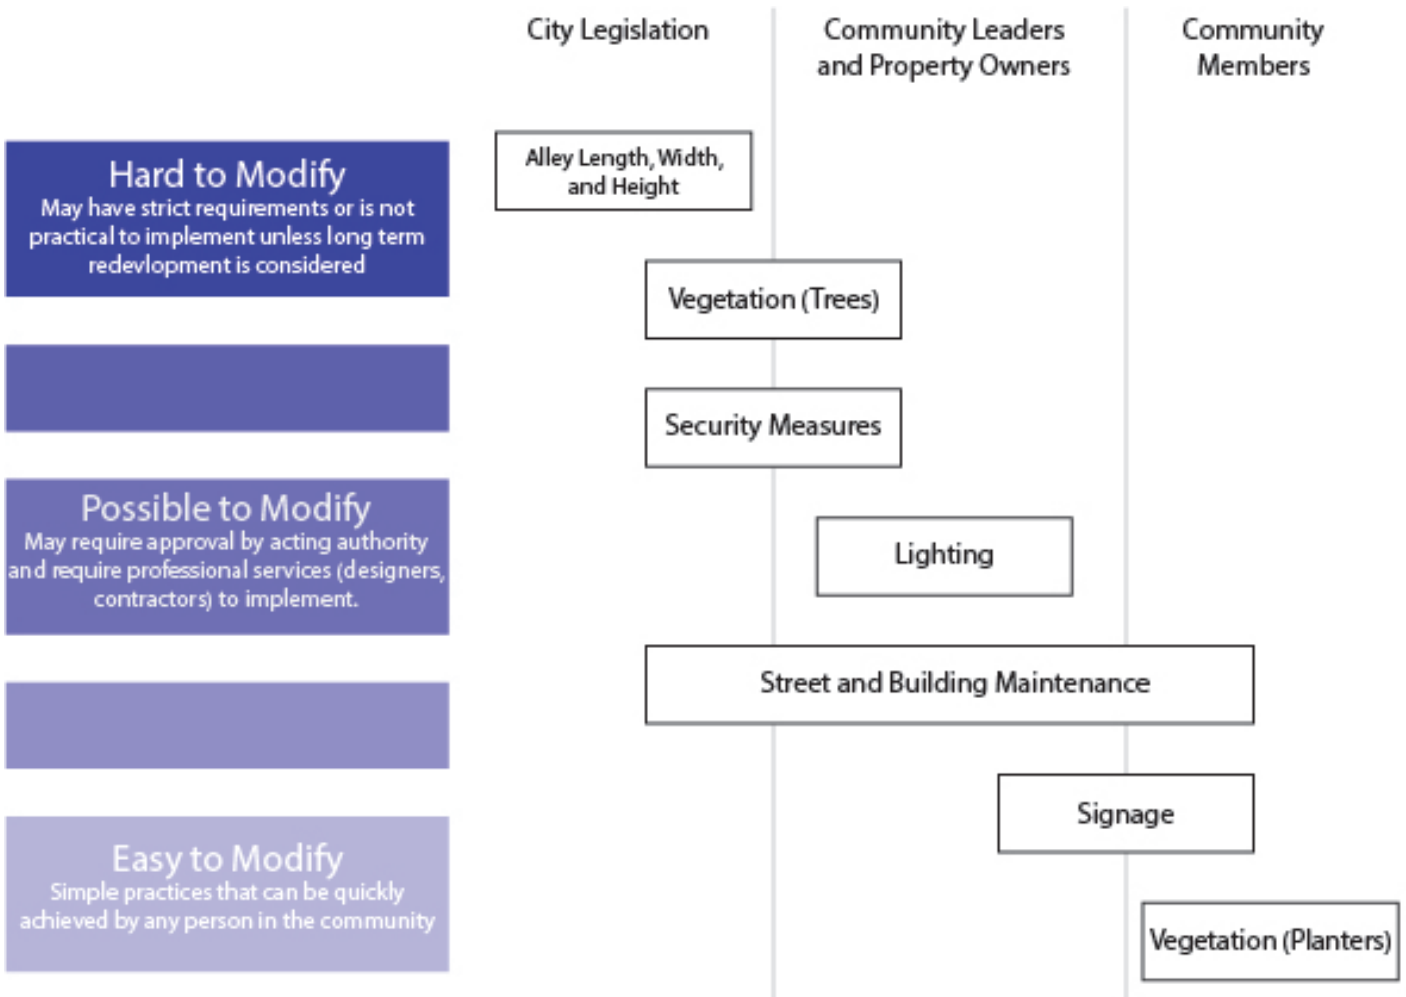 City Legislation
Community Leaders
and Property Owners
Community
Members
Hard to Modify
May have strict requirements or is not
practical to implement unless long term
redevlopment is considered
Alley Length, Width,
and Height
Vegetation (Trees)
Security Measures
Possible to Modify
May require approval by acting authority
and require professional services (designers,
contractors) to implement.
Lighting
Street and Building Maintenance
Signage
Easy to Modify
Simple practices that can be quickly
achieved by any person in the community
Vegetation (Planters)